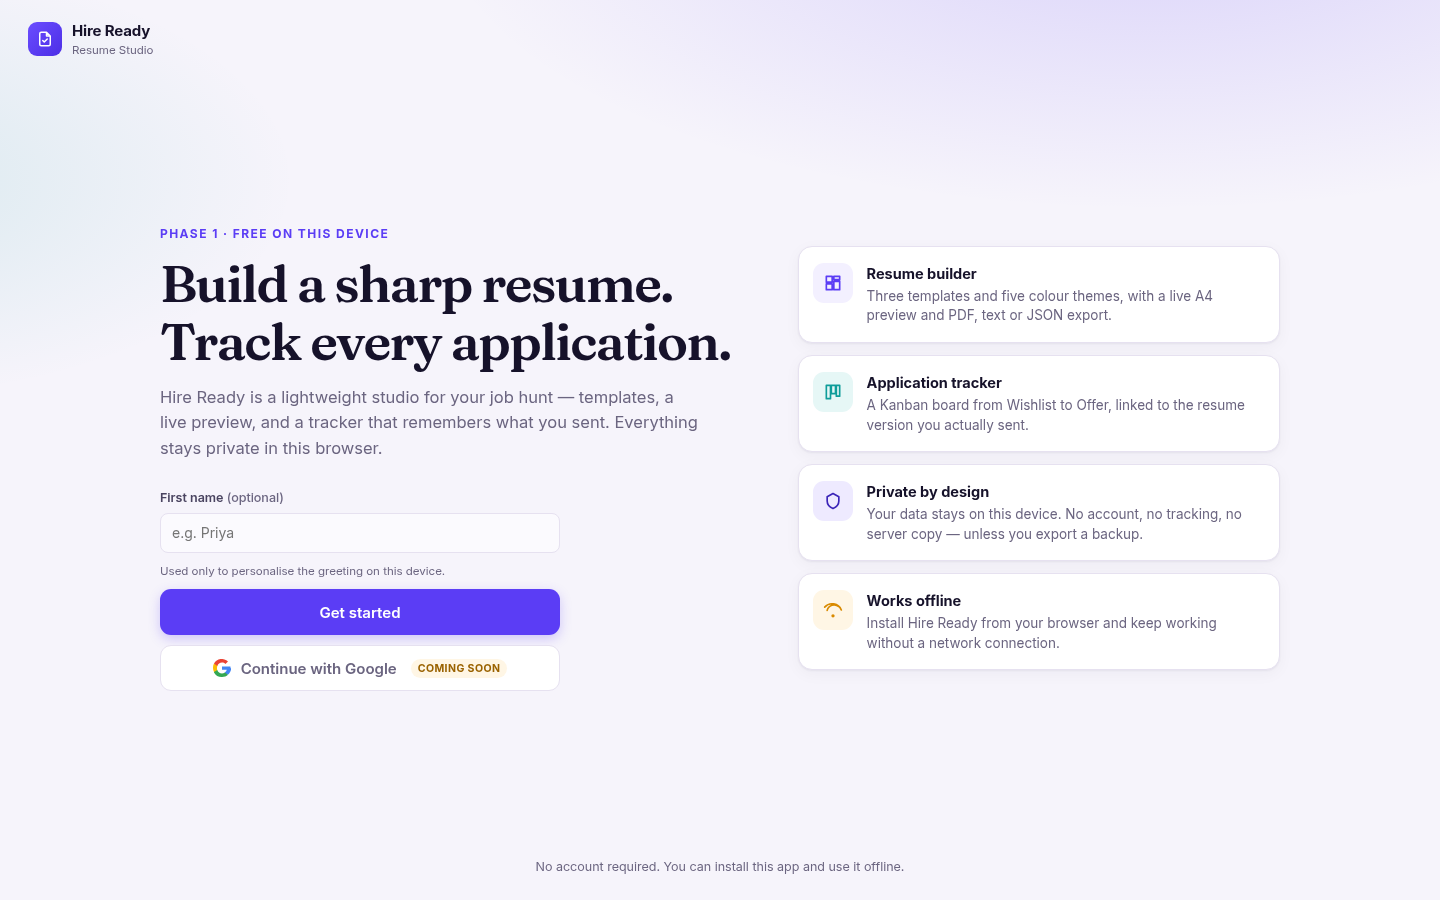 Hire Ready
Resume Studio
PHASE 1 · FREE ON THIS DEVICE
Build a sharp resume.
Track every application.
Hire Ready is a lightweight studio for your job hunt — templates, a
live preview, and a tracker that remembers what you sent. Everything
stays private in this browser.
First name (optional)
e.g. Priya
Used only to personalise the greeting on this device.
Get started
Continue with Google COMING SOON
Resume builder
Three templates and five colour themes, with a live A4
preview and PDF, text or JSON export.
Application tracker
A Kanban board from Wishlist to Offer, linked to the resume
version you actually sent.
Private by design
Your data stays on this device. No account, no tracking, no
server copy — unless you export a backup.
Works offline
Install Hire Ready from your browser and keep working
without a network connection.
No account required. You can install this app and use it offline.